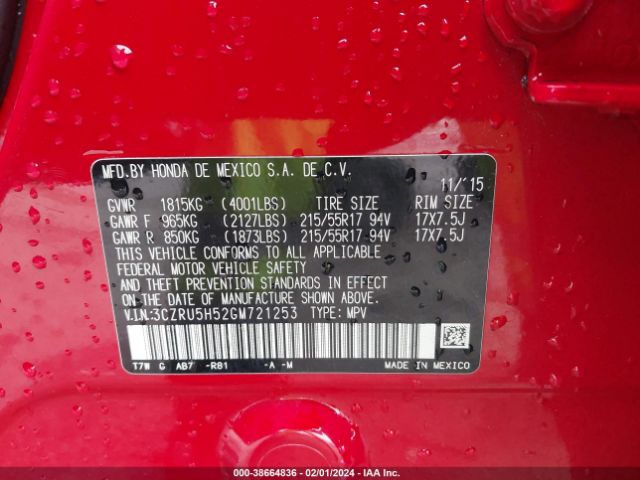 MFD.BY HONDA DE MEXICO S.A. DE C.V. 11/'15
GVWR 1815KG (4001LBS) TIRE SIZE RIM SIZE
GAWR F 965KG (2127LBS) 215/55R17 94V 17X7.5J
GAWR R 850KG (1873LBS) 215/55R17 94V 17X7.5J
THIS VEHICLE CONFORMS TO ALL APPLICABLE
FEDERAL MOTOR VEHICLE SAFETY
AND THEFT PREVENTION STANDARDS IN EFFECT
ON THE DATE OF MANUFACTURE SHOWN ABOVE.
V.I.N:3CZRU5H52GM721253 TYPE: MPV
T7W G AB7 -R81 -A -M MADE IN MEXICO
000-38664836 - 02/01/2024 - IAA Inc.